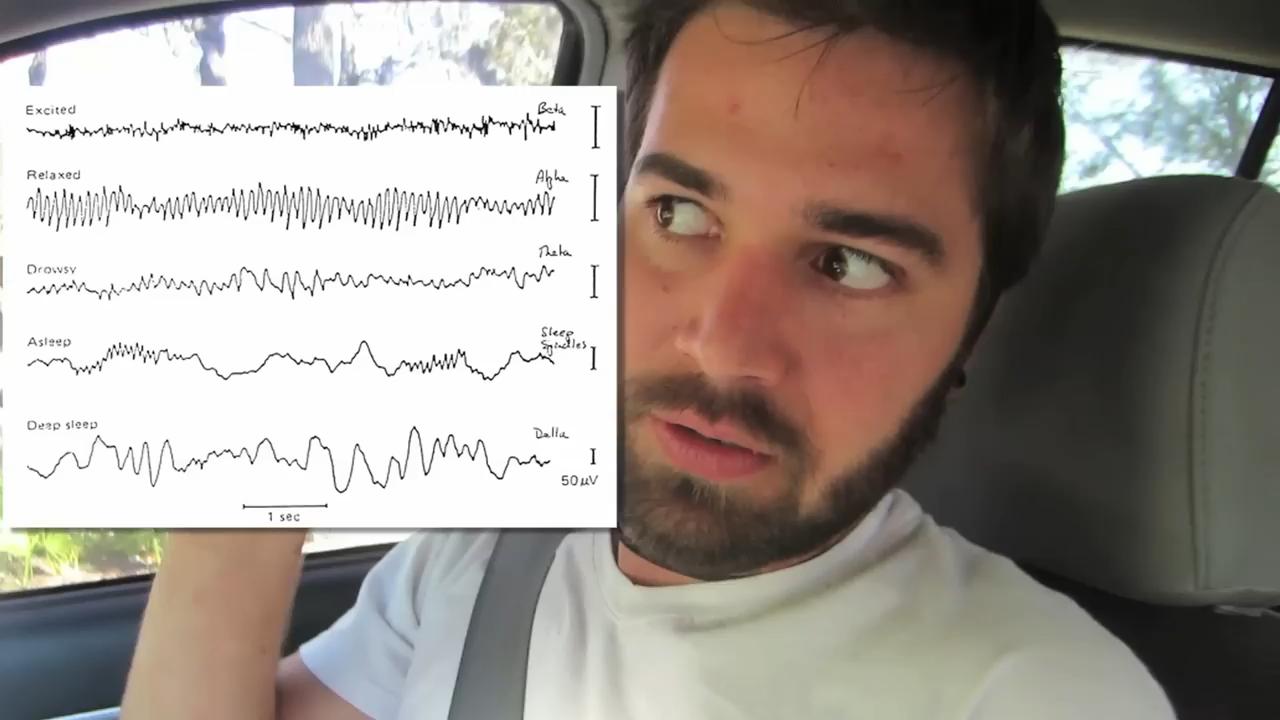 Excited
Beta
Relaxed
Alpha
Drowsy
Theta
Asleep
Sleep
Spindles
Deep sleep
Delta
50µV
1 sec